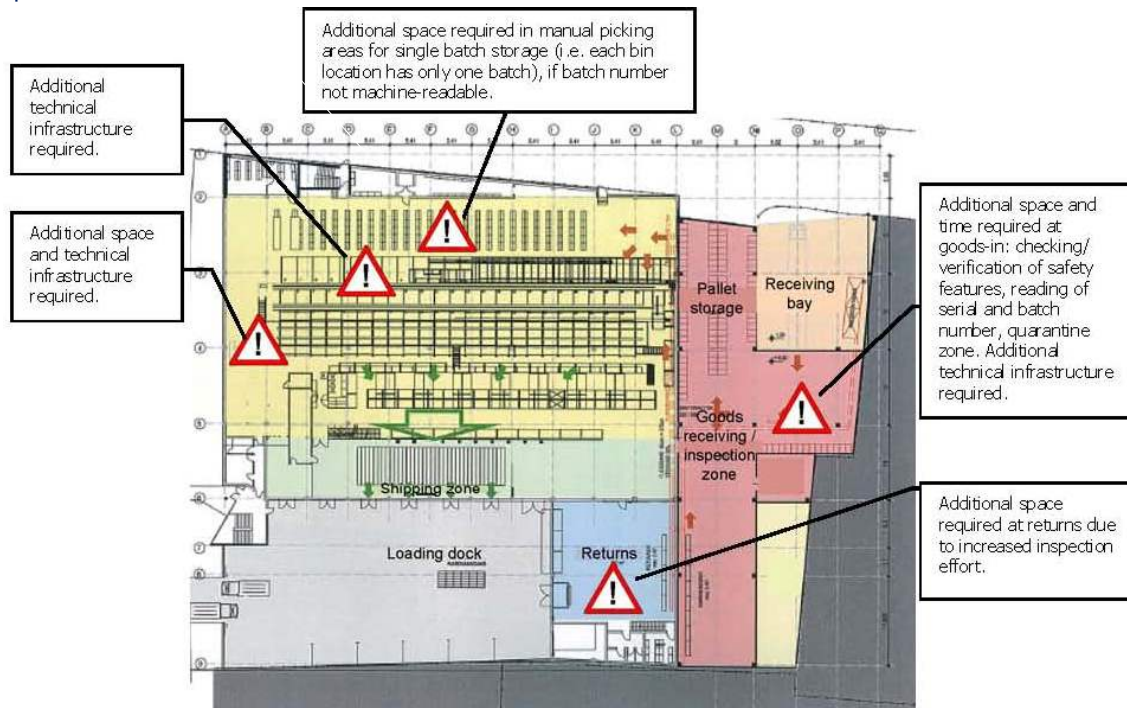 Additional space required in manual picking
areas for single batch storage (i.e. each bin
location has only one batch), if batch number
not machine-readable.
Additional
technical
infrastructure
required.
Additional space
and technical
infrastructure
required.
Additional space and
time required at
goods-in: checking/
verification of safety
features, reading of
serial and batch
number, quarantine
zone. Additional
technical infrastructure
required.
Additional space
required at returns due
to increased inspection
effort.
Pallet
storage
Receiving
bay
Goods
receiving /
inspection
zone
Shipping zone
Loading dock
Returns